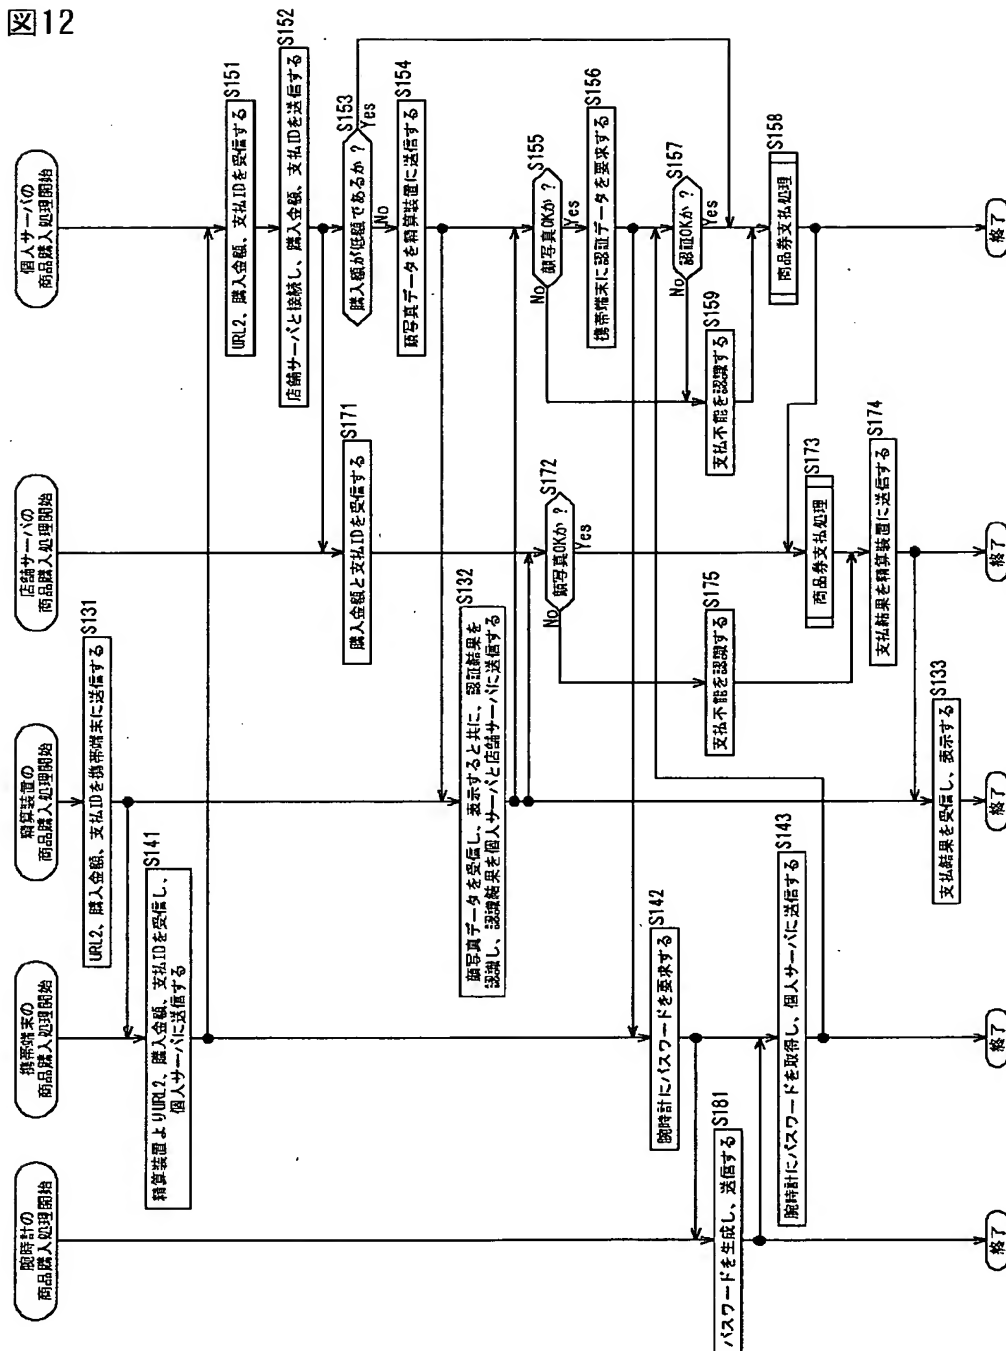 図12
腕時計の
商品購入処理開始
携帯端末の
商品購入処理開始
精算装置の
商品購入処理開始
店舗サーバの
商品購入処理開始
個人サーバの
商品購入処理開始
S131
URL2、購入金額、支払IDを携帯端末に送信する
S141
精算装置よりURL2、購入金額、支払IDを受信し、
個人サーバに送信する
S151
URL2、購入金額、支払IDを受信する
S152
店舗サーバと接続し、購入金額、支払IDを送信する
S153
購入額が低額であるか？
Yes
No
S171
購入金額と支払IDを受信する
S154
顔写真データを精算装置に送信する
S132
顔写真データを受信し、表示すると共に、認証結果を
認識し、認識結果を個人サーバと店舗サーバに送信する
S155
顔写真OKか？
No
Yes
S172
顔写真OKか？
No
Yes
S156
携帯端末に認証データを要求する
S142
腕時計にパスワードを要求する
S181
パスワードを生成し、送信する
S157
認証OKか？
No
Yes
S159
支払不能を認識する
S175
支払不能を認識する
S143
腕時計にパスワードを取得し、個人サーバに送信する
S158
商品券支払処理
S173
商品券支払処理
S174
支払結果を精算装置に送信する
S133
支払結果を受信し、表示する
終了
終了
終了
終了
終了